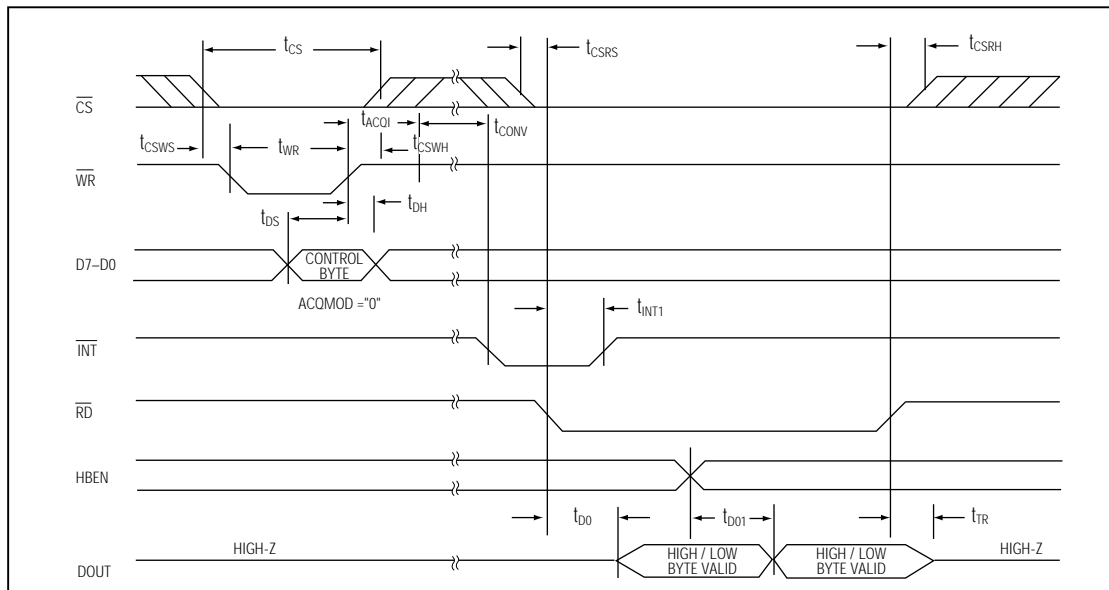 tCS
tCSRS
tCSRH
CS
tACQI
tCONV
tCSWS
tWR
tCSWH
WR
tDS
tDH
D7–D0
CONTROL
BYTE
ACQMOD ="0"
tINT1
INT
RD
HBEN
tD0
tD01
tTR
HIGH-Z
HIGH / LOW
BYTE VALID
HIGH / LOW
BYTE VALID
HIGH-Z
DOUT